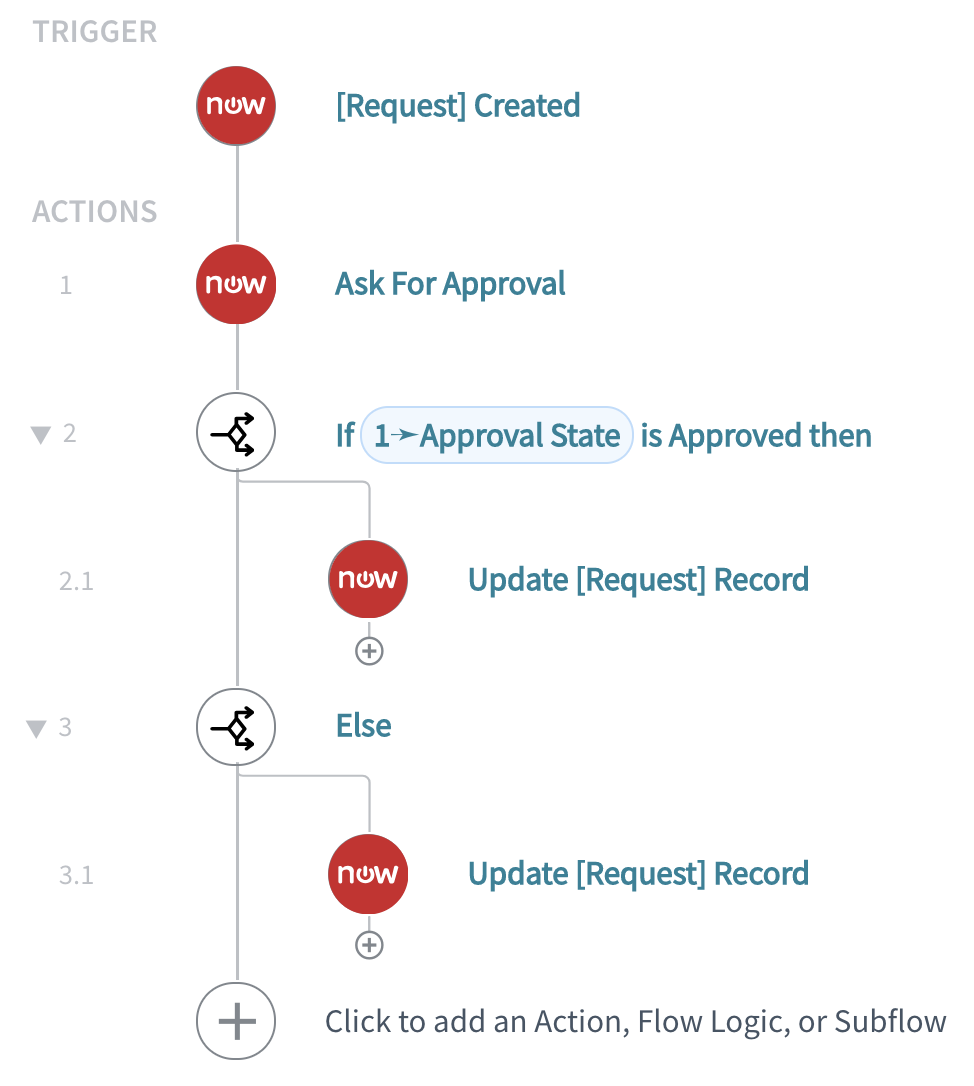 TRIGGER
now [Request] Created
ACTIONS
1 now Ask For Approval
2 If 1➛Approval State is Approved then
2.1 now Update [Request] Record
3 Else
3.1 now Update [Request] Record
Click to add an Action, Flow Logic, or Subflow